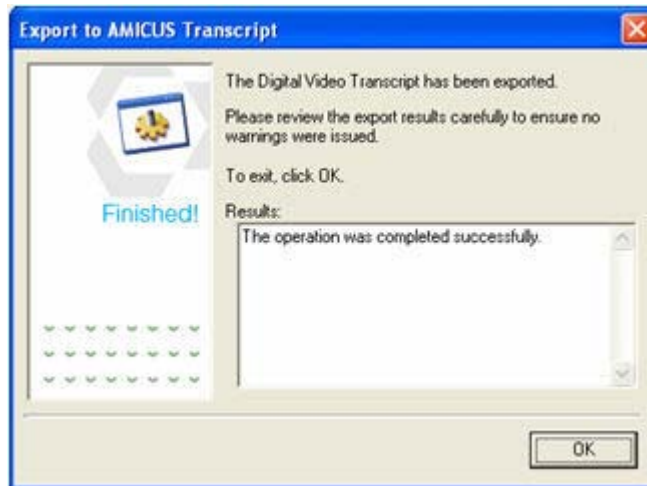 Export to AMICUS Transcript
The Digital Video Transcript has been exported.
Please review the export results carefully to ensure no
warnings were issued.
To exit, click OK.
Finished!
Results:
The operation was completed successfully.
OK